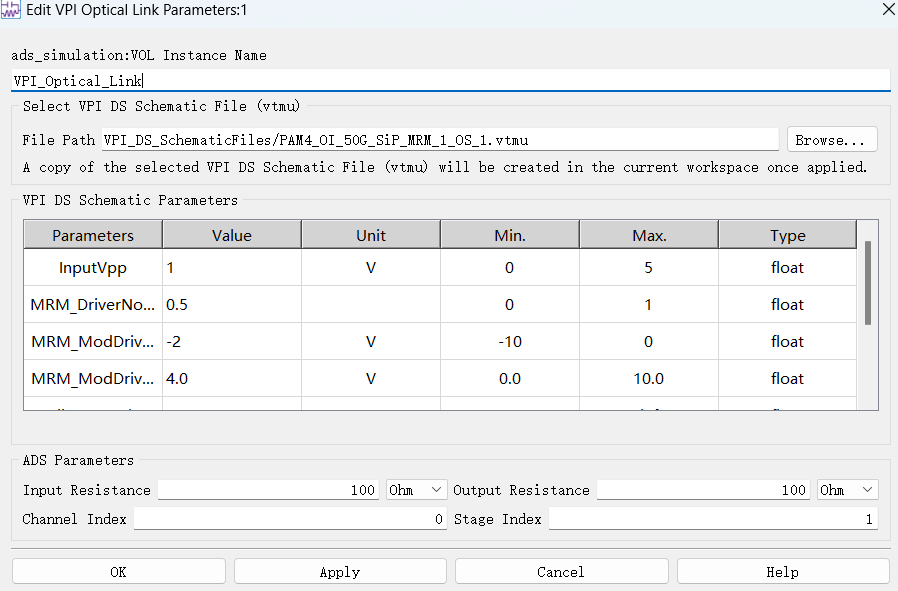 Edit VPI Optical Link Parameters:1
ads_simulation:VOL Instance Name
VPI_Optical_Link
Select VPI DS Schematic File (vtmu)
File Path VPI_DS_SchematicFiles/PAM4_OI_50G_SiP_MRM_1_OS_1.vtmu Browse...
A copy of the selected VPI DS Schematic File (vtmu) will be created in the current workspace once applied.
VPI DS Schematic Parameters
Parameters Value Unit Min. Max. Type
InputVpp 1 V 0 5 float
MRM_DriverNo... 0.5 0 1 float
MRM_ModDriv... -2 V -10 0 float
MRM_ModDriv... 4.0 V 0.0 10.0 float
ADS Parameters
Input Resistance 100 Ohm Output Resistance 100 Ohm
Channel Index 0 Stage Index 1
OK Apply Cancel Help